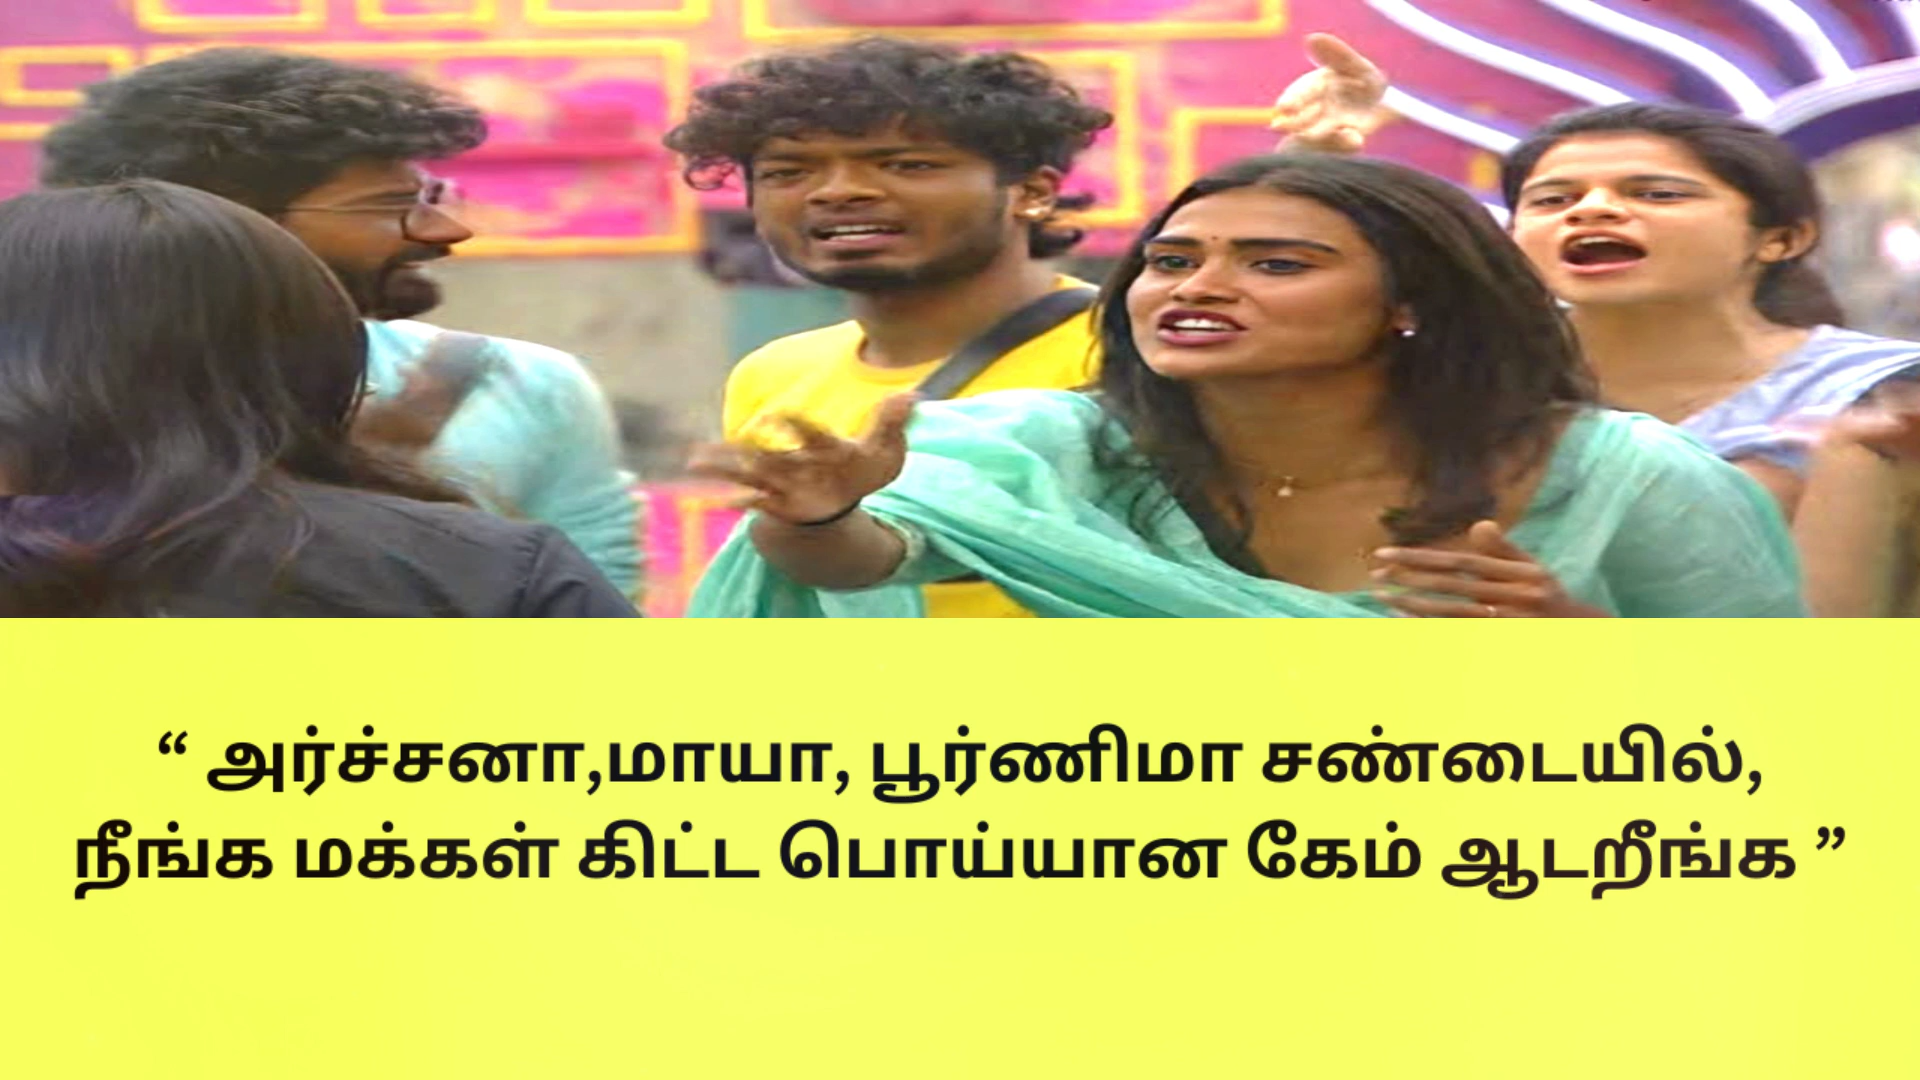 “ அர்ச்சனா,மாயா, பூர்ணிமா சண்டையில்,
நீங்க மக்கள் கிட்ட பொய்யான கேம் ஆடறீங்க ”